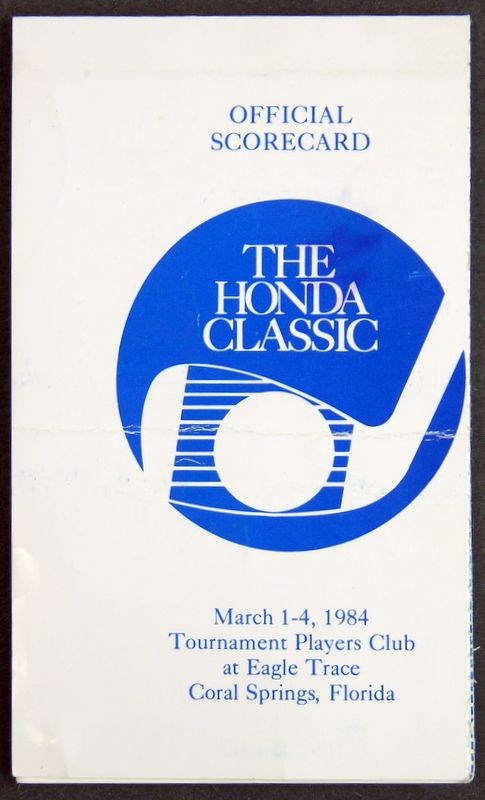 OFFICIAL
SCORECARD
THE
HONDA
CLASSIC
March 1-4, 1984
Tournament Players Club
at Eagle Trace
Coral Springs, Florida